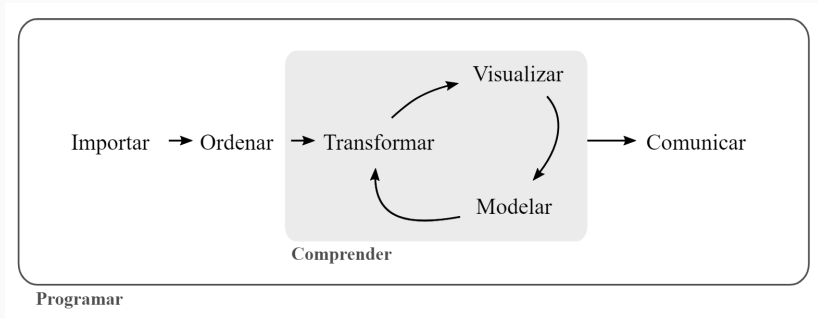 Visualizar
Importar Ordenar Transformar Comunicar
Modelar
Comprender
Programar